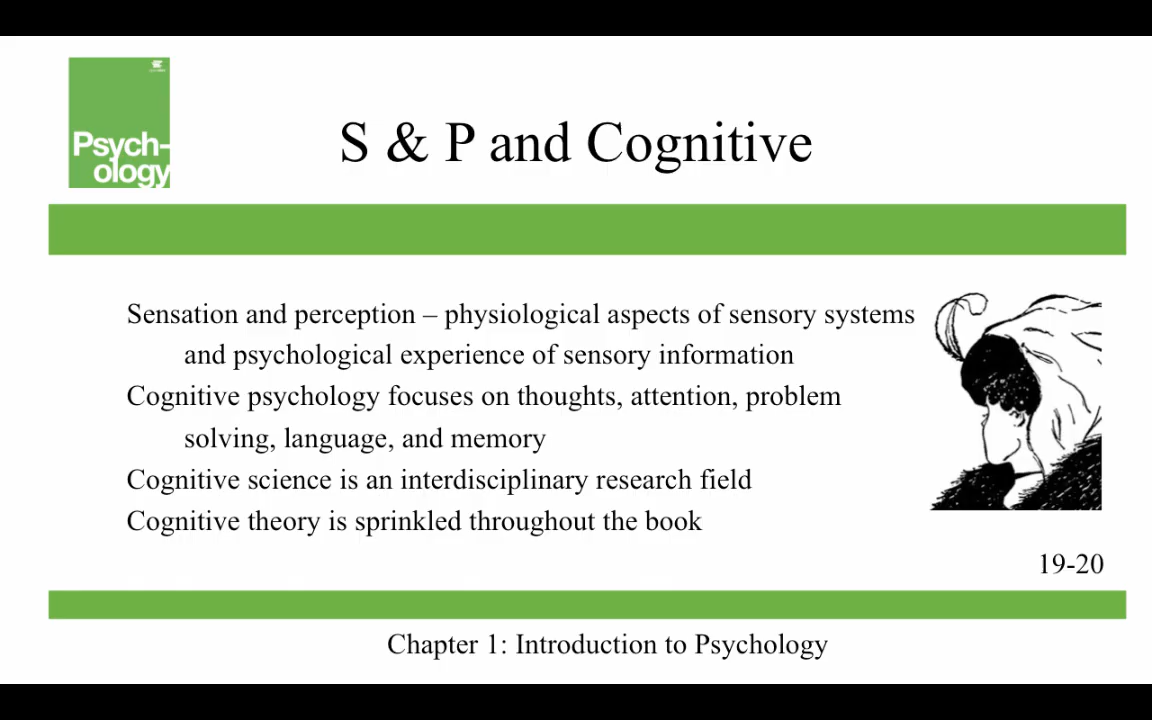 Psych-
ology
S & P and Cognitive
Sensation and perception – physiological aspects of sensory systems
and psychological experience of sensory information
Cognitive psychology focuses on thoughts, attention, problem
solving, language, and memory
Cognitive science is an interdisciplinary research field
Cognitive theory is sprinkled throughout the book
19-20
Chapter 1: Introduction to Psychology